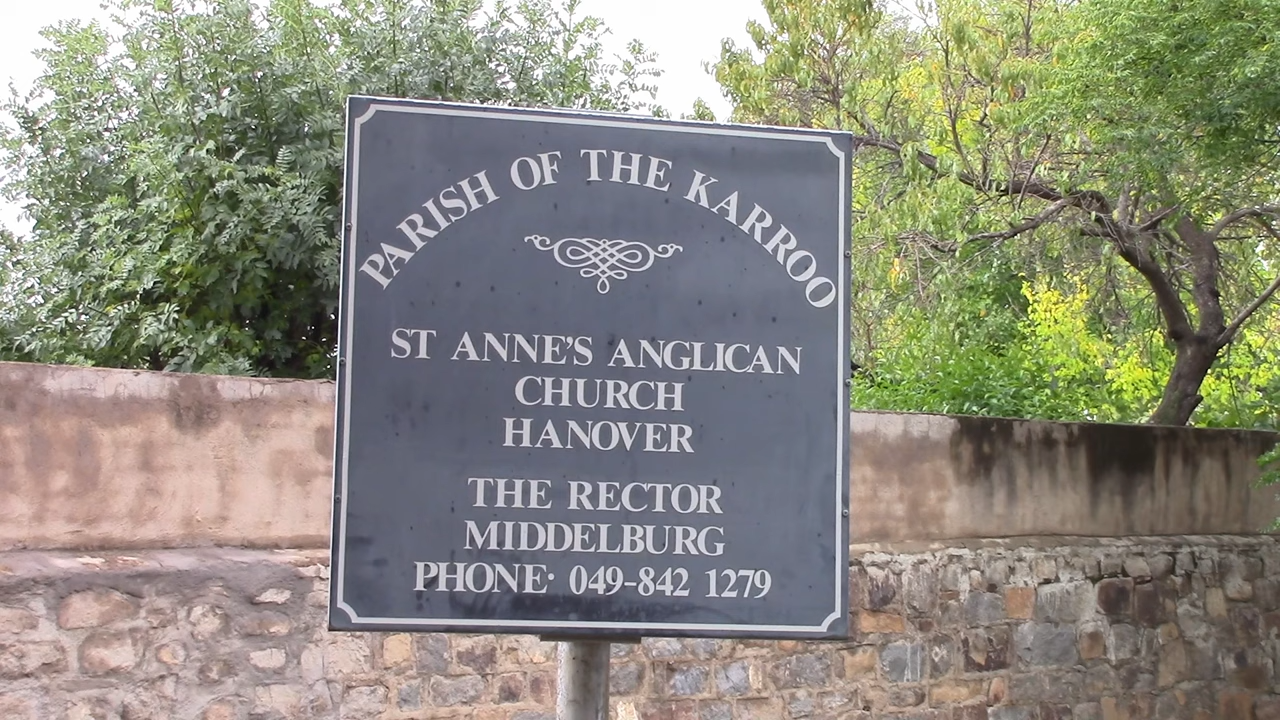 PARISH OF THE KARROO
ST ANNE'S ANGLICAN
CHURCH
HANOVER
THE RECTOR
MIDDELBURG
PHONE· 049-842 1279